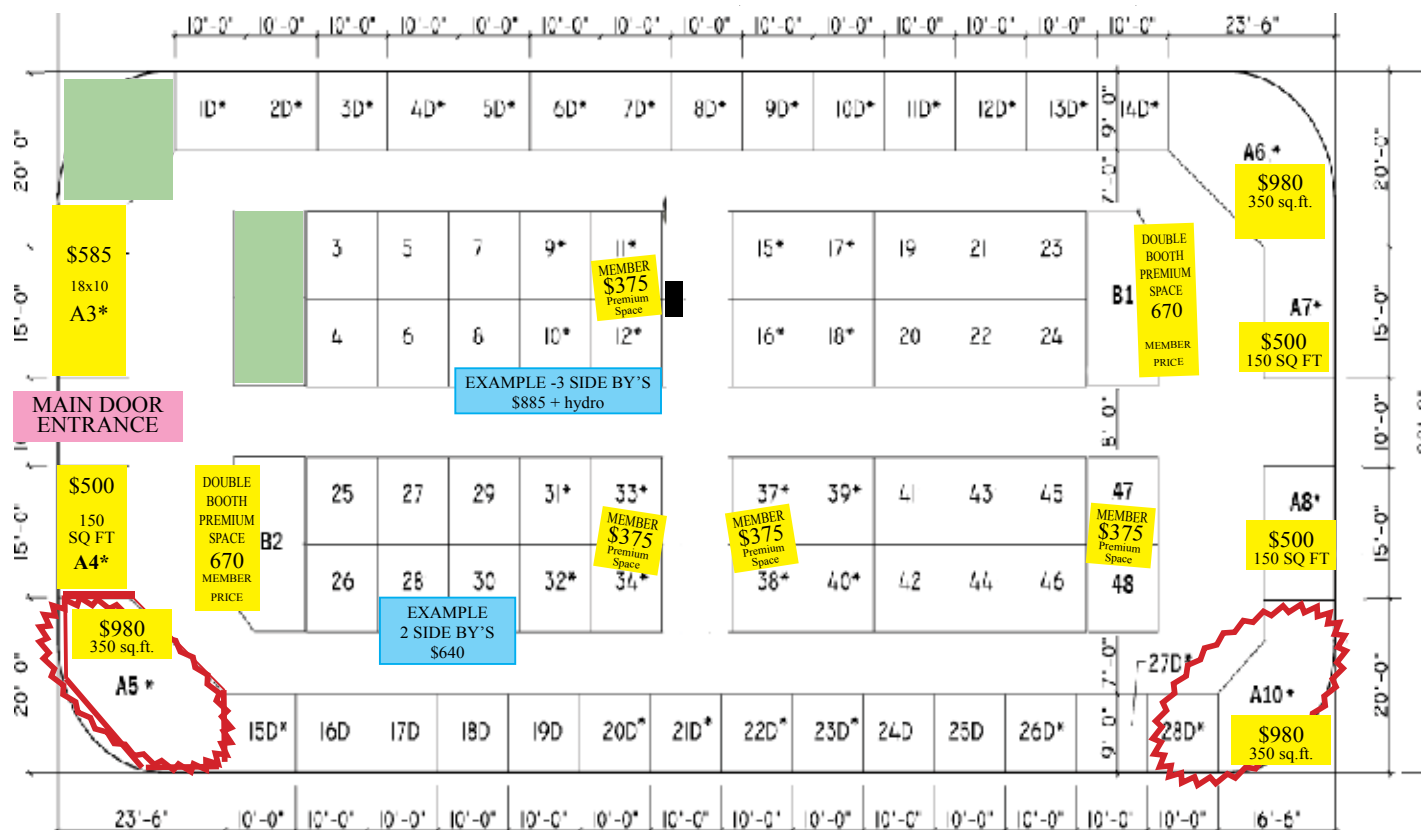 10'-0" 10'-0" 10'-0" 10'-0" 10'-0" 10'-0" 10'-0" 10'-0" 10'-0" 10'-0" 10'-0" 10'-0" 10'-0" 10'-0" 23'-6"
1D* 2D* 3D* 4D* 5D* 6D* 7D* 8D* 9D* 10D* 11D* 12D* 13D* 14D*
9'-0"
20' 0"
20'-0"
A6 *
$980
350 sq.ft.
7'-0"
3 5 7 9* 11* 15* 17* 19 21 23
$585
18x10
A3*
MEMBER
$375
Premium
Space
B1
DOUBLE
BOOTH
PREMIUM
SPACE
670
MEMBER
PRICE
A7*
$500
150 SQ FT
15'-0"
15'-0"
4 6 8 10* 12* 16* 18* 20 22 24
EXAMPLE -3 SIDE BY'S
$885 + hydro
MAIN DOOR
ENTRANCE
8' 0"
10'-0"
$500
150
SQ FT
A4*
DOUBLE
BOOTH
PREMIUM
SPACE
670
MEMBER
PRICE
B2
25 27 29 31* 33* 37* 39* 41 43 45 47
MEMBER
$375
Premium
Space
MEMBER
$375
Premium
Space
MEMBER
$375
Premium
Space
A8*
$500
150 SQ FT
15'-0"
15'-0"
26 28 30 32* 34* 38* 40* 42 44 46 48
EXAMPLE
2 SIDE BY'S
$640
$980
350 sq.ft.
A5 *
20' 0"
7'-0"
27D*
A10*
$980
350 sq.ft.
20'-0"
15D* 16D 17D 18D 19D 20D* 21D* 22D* 23D* 24D 25D 26D* 28D*
9' 0"
23'-6" 10'-0" 10'-0" 10'-0" 10'-0" 10'-0" 10'-0" 10'-0" 10'-0" 10'-0" 10'-0" 10'-0" 10'-0" 10'-0" 16'-6"